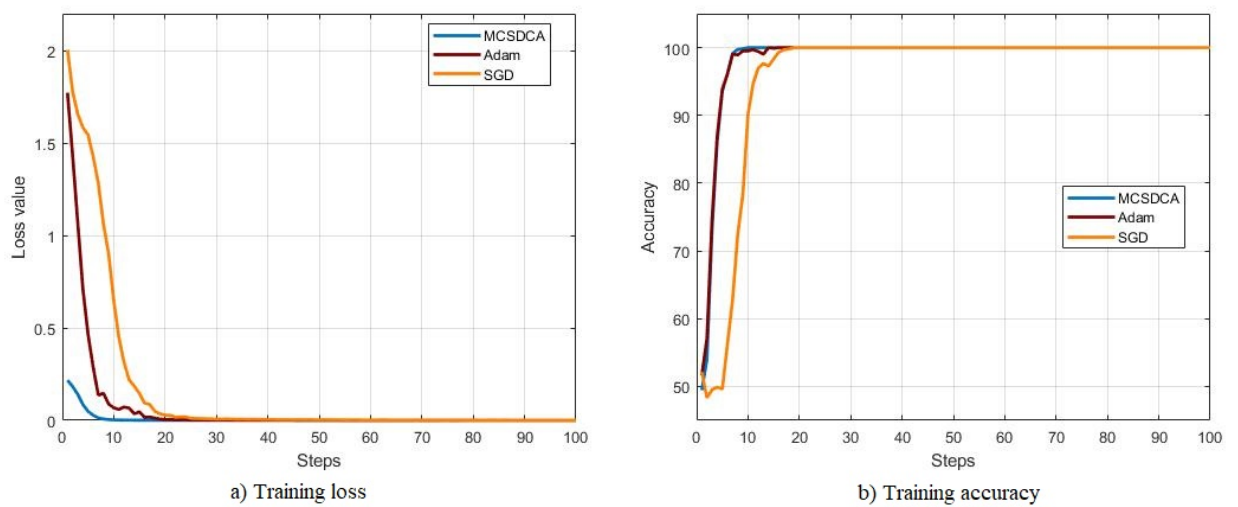 2
1.5
1
0.5
0
Loss value
0 10 20 30 40 50 60 70 80 90 100
Steps
MCSDCA
Adam
SGD
a) Training loss
100
90
80
70
60
50
Accuracy
0 10 20 30 40 50 60 70 80 90 100
Steps
MCSDCA
Adam
SGD
b) Training accuracy